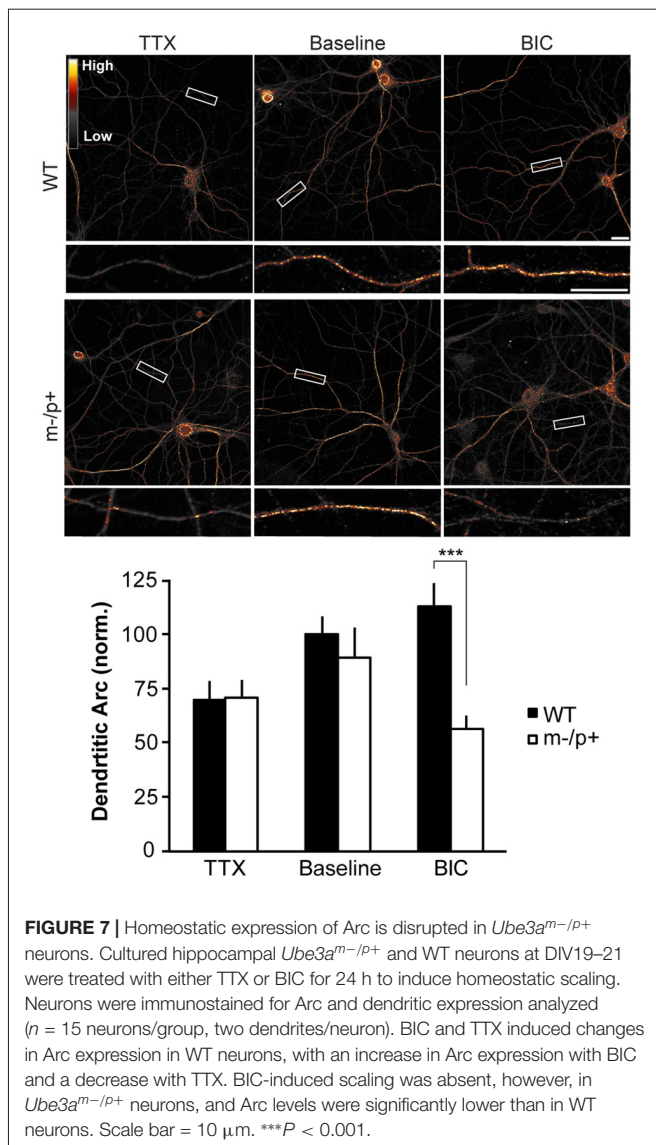 TTX Baseline BIC
High
Low
WT
m-/p+
125
100
75
50
25
0
Dendrtitic Arc (norm.)
***
WT
m-/p+
TTX Baseline BIC
FIGURE 7 | Homeostatic expression of Arc is disrupted in Ube3a^m−/p+
neurons. Cultured hippocampal Ube3a^m−/p+ and WT neurons at DIV19–21
were treated with either TTX or BIC for 24 h to induce homeostatic scaling.
Neurons were immunostained for Arc and dendritic expression analyzed
(n = 15 neurons/group, two dendrites/neuron). BIC and TTX induced changes
in Arc expression in WT neurons, with an increase in Arc expression with BIC
and a decrease with TTX. BIC-induced scaling was absent, however, in
Ube3a^m−/p+ neurons, and Arc levels were significantly lower than in WT
neurons. Scale bar = 10 μm. ***P < 0.001.